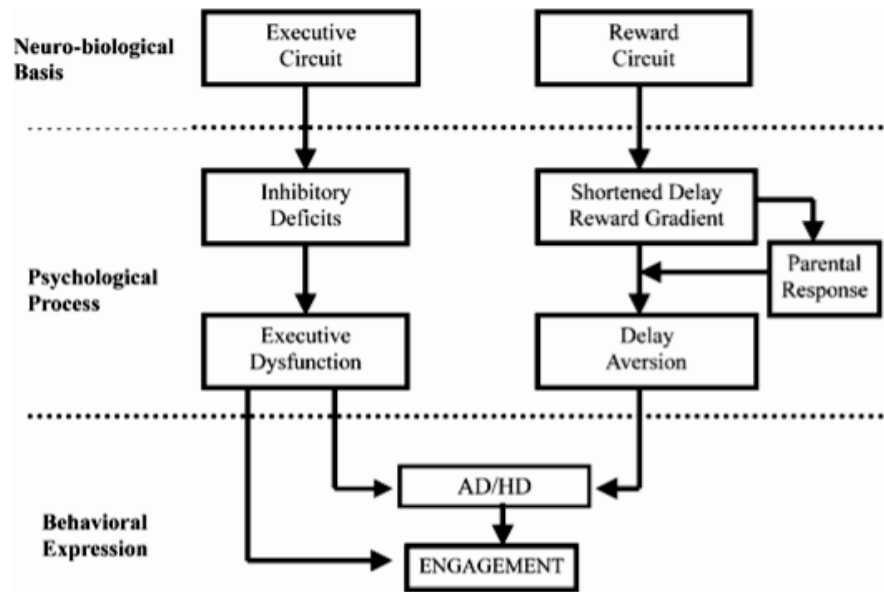 Neuro-biological
Basis
Executive
Circuit
Reward
Circuit
Psychological
Process
Inhibitory
Deficits
Shortened Delay
Reward Gradient
Parental
Response
Executive
Dysfunction
Delay
Aversion
Behavioral
Expression
AD/HD
ENGAGEMENT